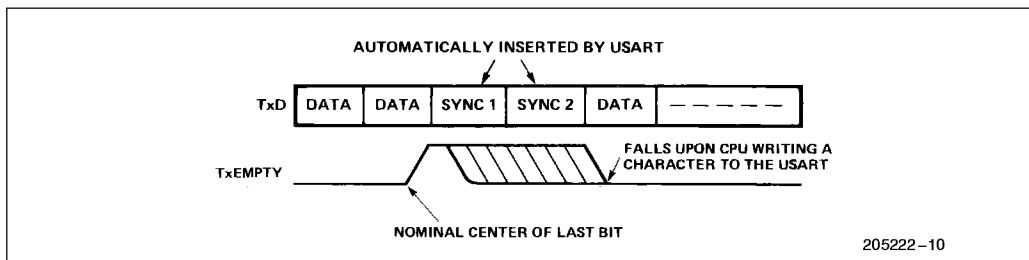 AUTOMATICALLY INSERTED BY USART
TxD DATA DATA SYNC 1 SYNC 2 DATA
TxEMPTY
FALLS UPON CPU WRITING A
CHARACTER TO THE USART
NOMINAL CENTER OF LAST BIT
205222–10